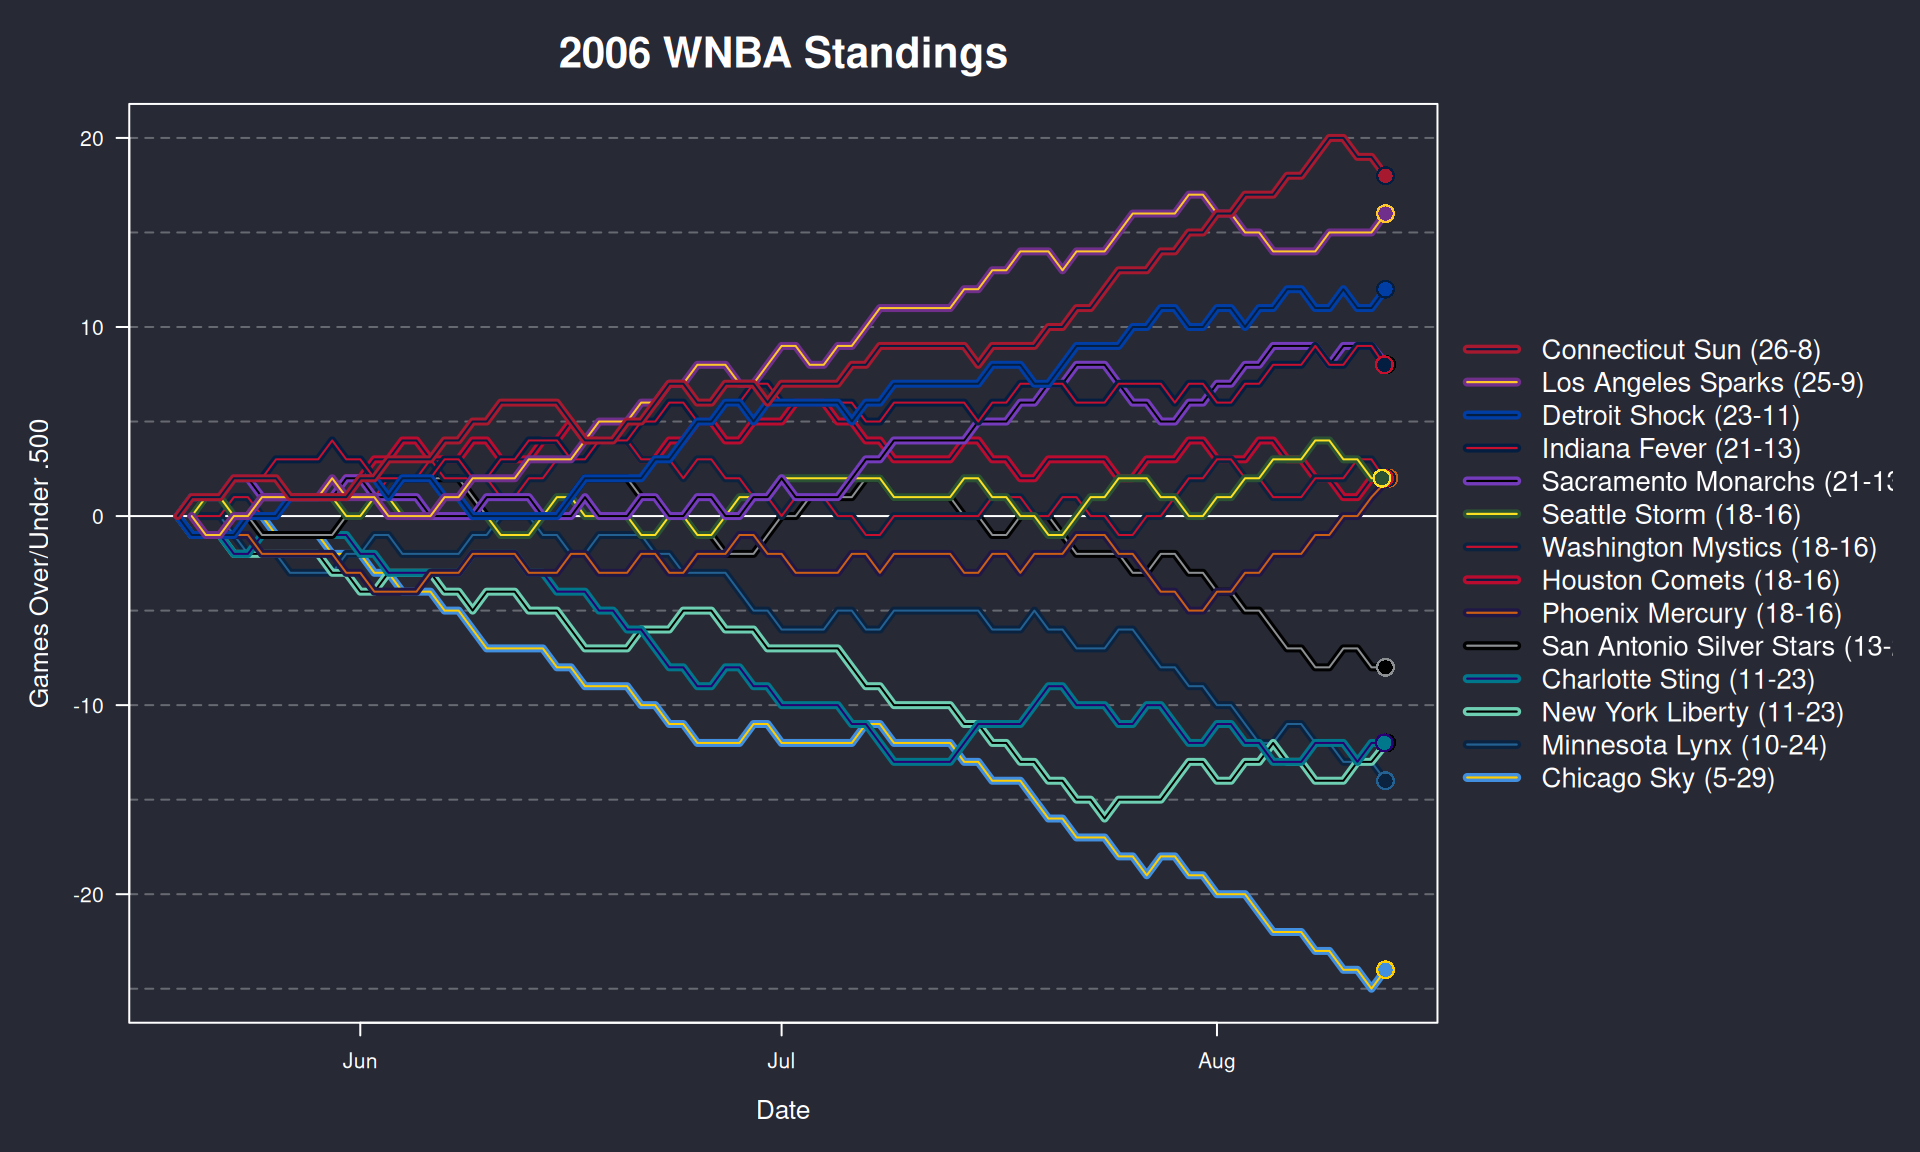 2006 WNBA Standings
Games Over/Under .500
20
10
0
-10
-20
Jun
Jul
Aug
Date
Connecticut Sun (26-8)
Los Angeles Sparks (25-9)
Detroit Shock (23-11)
Indiana Fever (21-13)
Sacramento Monarchs (21-13
Seattle Storm (18-16)
Washington Mystics (18-16)
Houston Comets (18-16)
Phoenix Mercury (18-16)
San Antonio Silver Stars (13-
Charlotte Sting (11-23)
New York Liberty (11-23)
Minnesota Lynx (10-24)
Chicago Sky (5-29)